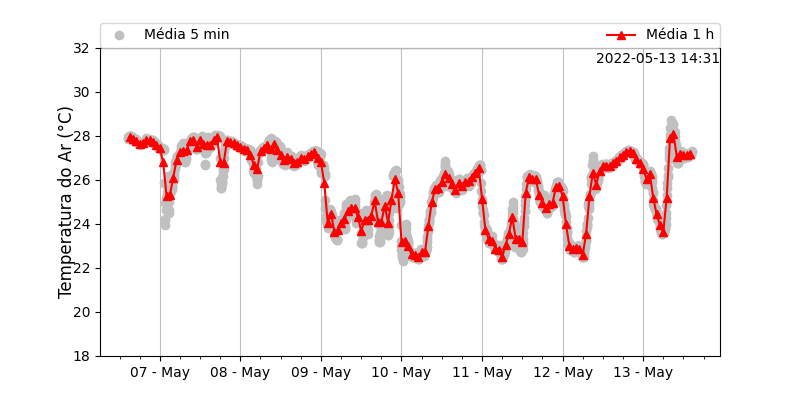 Média 5 min
Média 1 h
2022-05-13 14:31
Temperatura do Ar (°C)
32
30
28
26
24
22
20
18
07 - May
08 - May
09 - May
10 - May
11 - May
12 - May
13 - May